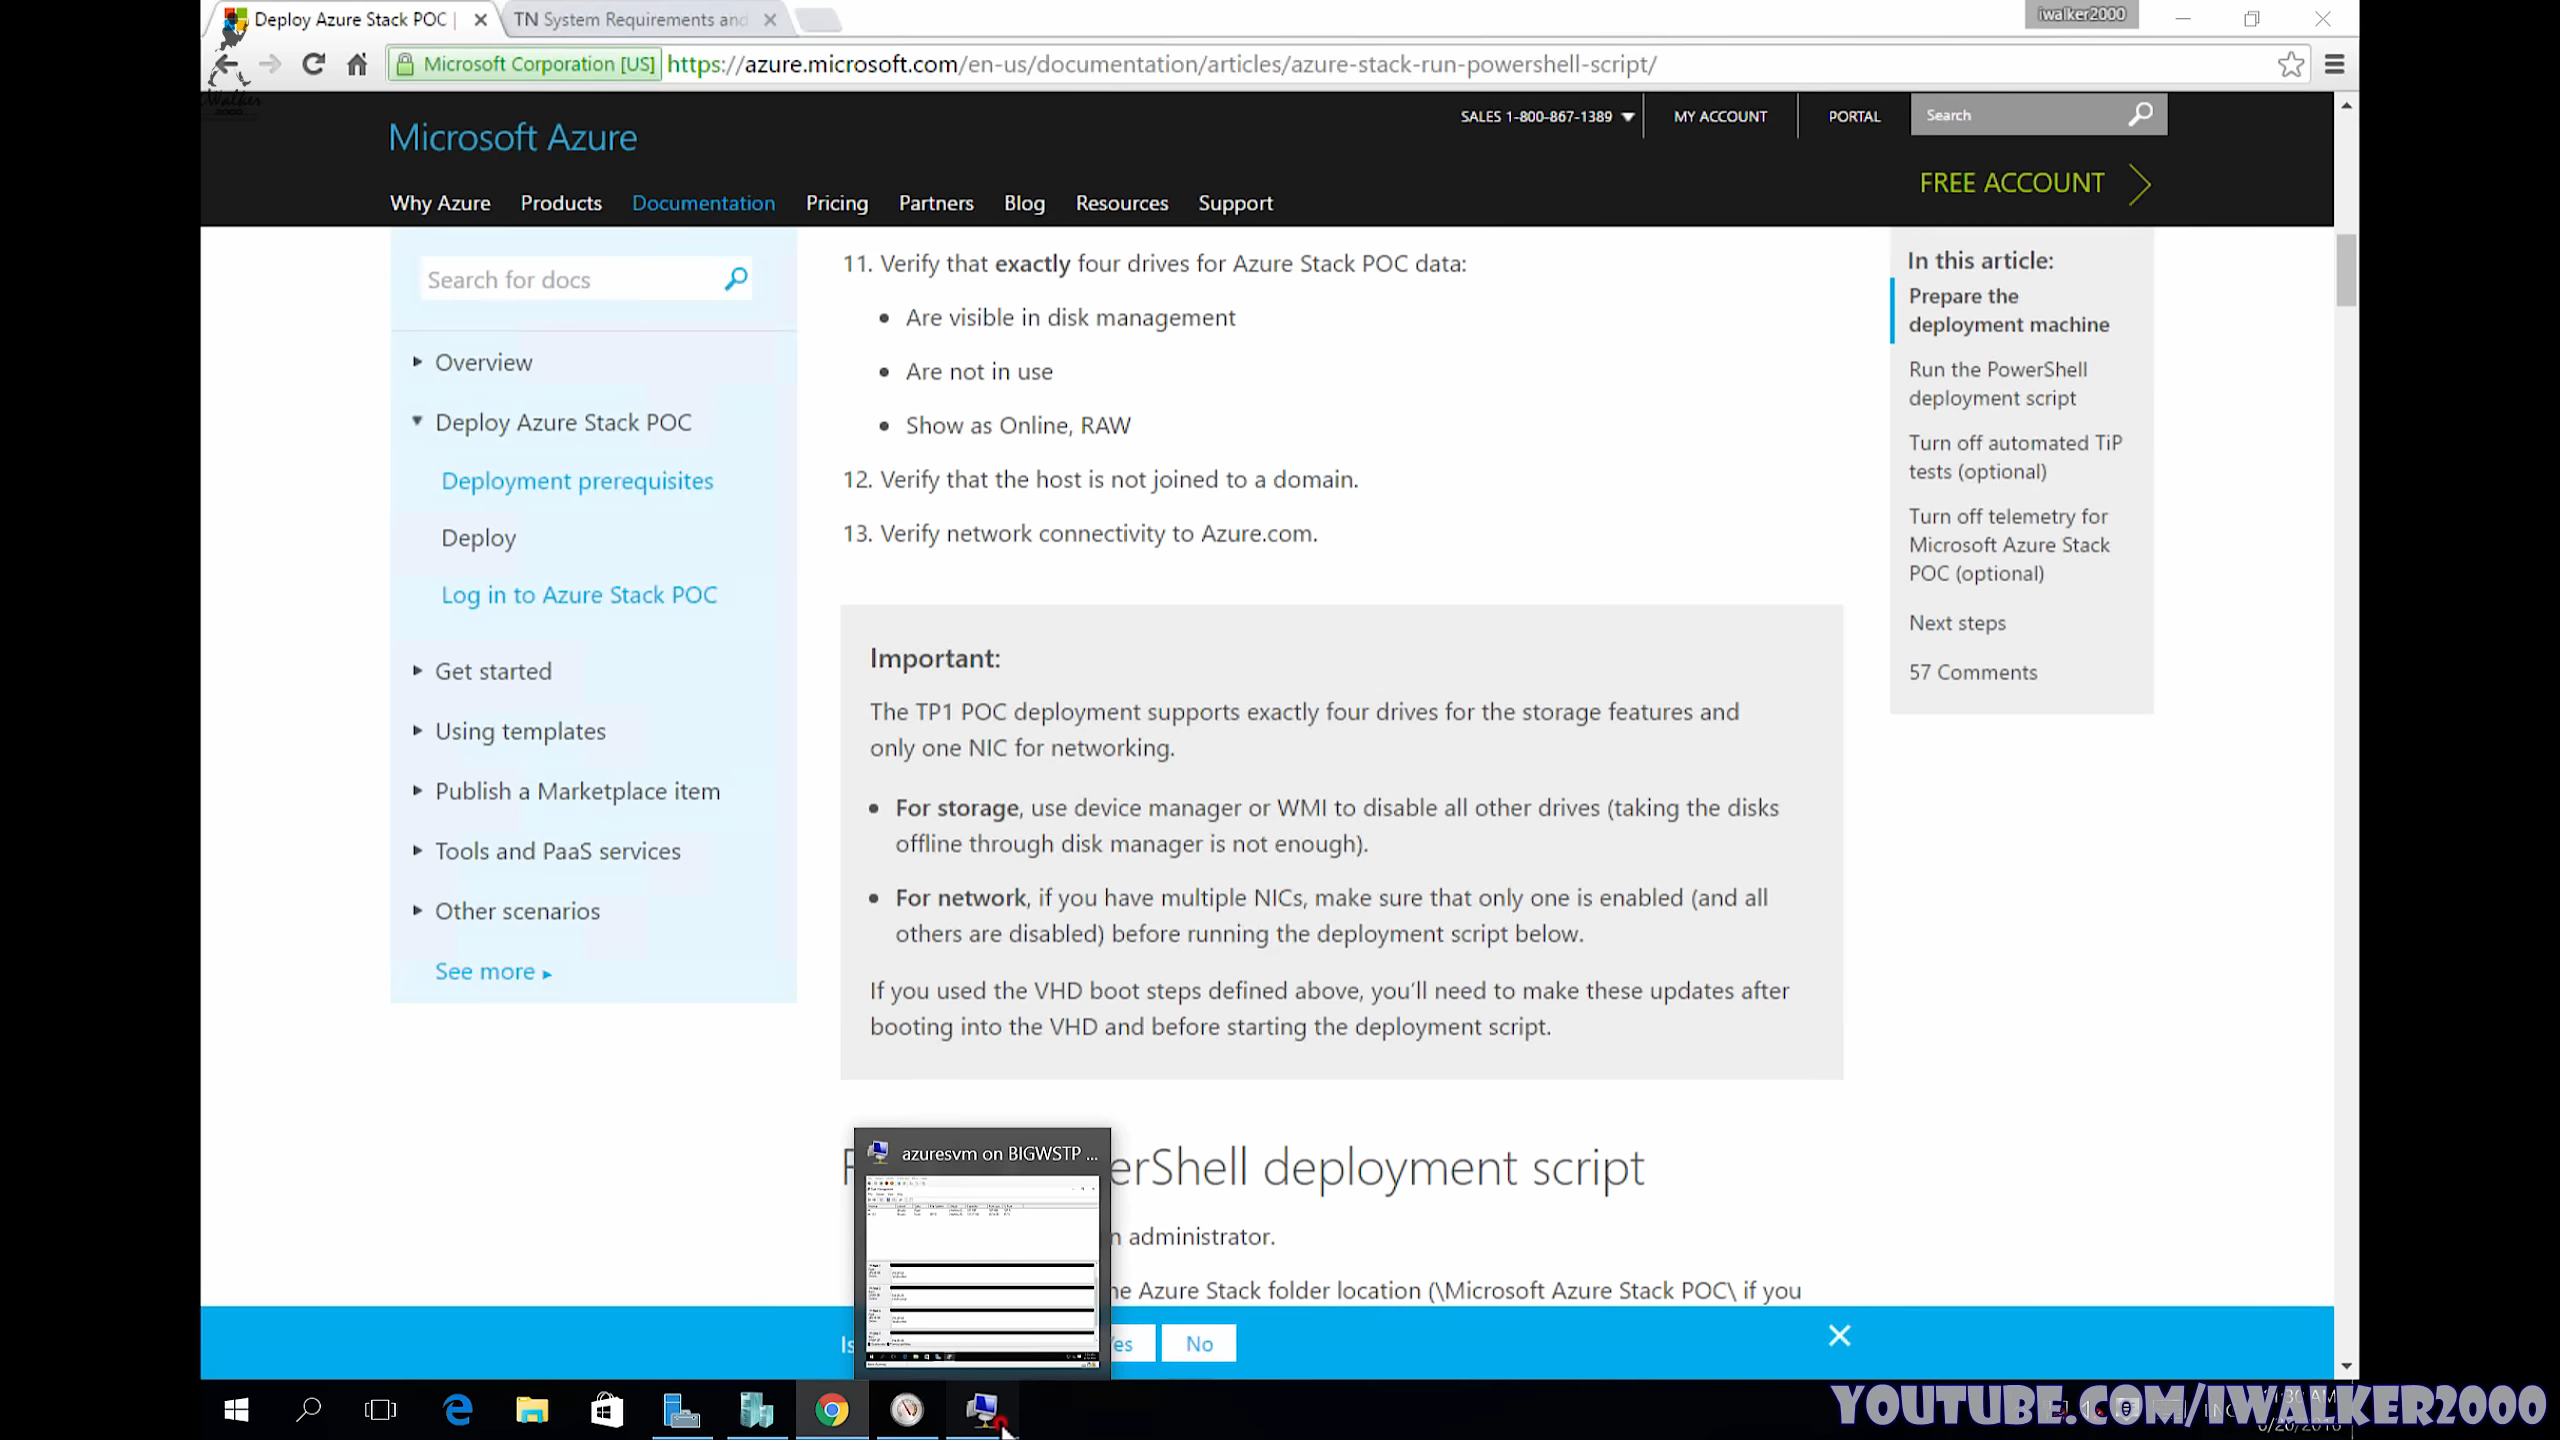 Deploy Azure Stack POC |
TN System Requirements and
iwalker2000
Microsoft Corporation [US]
https://azure.microsoft.com/en-us/documentation/articles/azure-stack-run-powershell-script/
iWalker
2000
SALES 1-800-867-1389
MY ACCOUNT
PORTAL
Search
Microsoft Azure
FREE ACCOUNT
Why Azure
Products
Documentation
Pricing
Partners
Blog
Resources
Support
Search for docs
Overview
Deploy Azure Stack POC
Deployment prerequisites
Deploy
Log in to Azure Stack POC
Get started
Using templates
Publish a Marketplace item
Tools and PaaS services
Other scenarios
See more
11. Verify that exactly four drives for Azure Stack POC data:
Are visible in disk management
Are not in use
Show as Online, RAW
12. Verify that the host is not joined to a domain.
13. Verify network connectivity to Azure.com.
Important:
The TP1 POC deployment supports exactly four drives for the storage features and
only one NIC for networking.
For storage, use device manager or WMI to disable all other drives (taking the disks
offline through disk manager is not enough).
For network, if you have multiple NICs, make sure that only one is enabled (and all
others are disabled) before running the deployment script below.
If you used the VHD boot steps defined above, you'll need to make these updates after
booting into the VHD and before starting the deployment script.
In this article:
Prepare the
deployment machine
Run the PowerShell
deployment script
Turn off automated TiP
tests (optional)
Turn off telemetry for
Microsoft Azure Stack
POC (optional)
Next steps
57 Comments
azuresvm on BIGWSTP ...
erShell deployment script
n administrator.
e Azure Stack folder location (\Microsoft Azure Stack POC\ if you
Is
es
No
YOUTUBE.COM/IWALKER2000